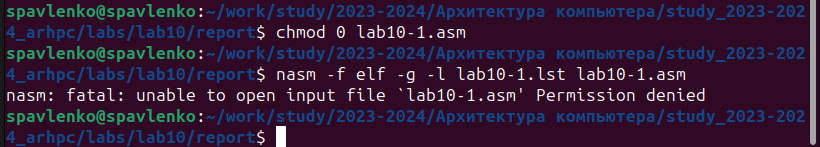 spavlenko@spavlenko:~/work/study/2023-2024/Архитектура компьютера/study_2023-202
4_arhpc/labs/lab10/report$ chmod 0 lab10-1.asm
spavlenko@spavlenko:~/work/study/2023-2024/Архитектура компьютера/study_2023-202
4_arhpc/labs/lab10/report$ nasm -f elf -g -l lab10-1.lst lab10-1.asm
nasm: fatal: unable to open input file `lab10-1.asm' Permission denied
spavlenko@spavlenko:~/work/study/2023-2024/Архитектура компьютера/study_2023-202
4_arhpc/labs/lab10/report$